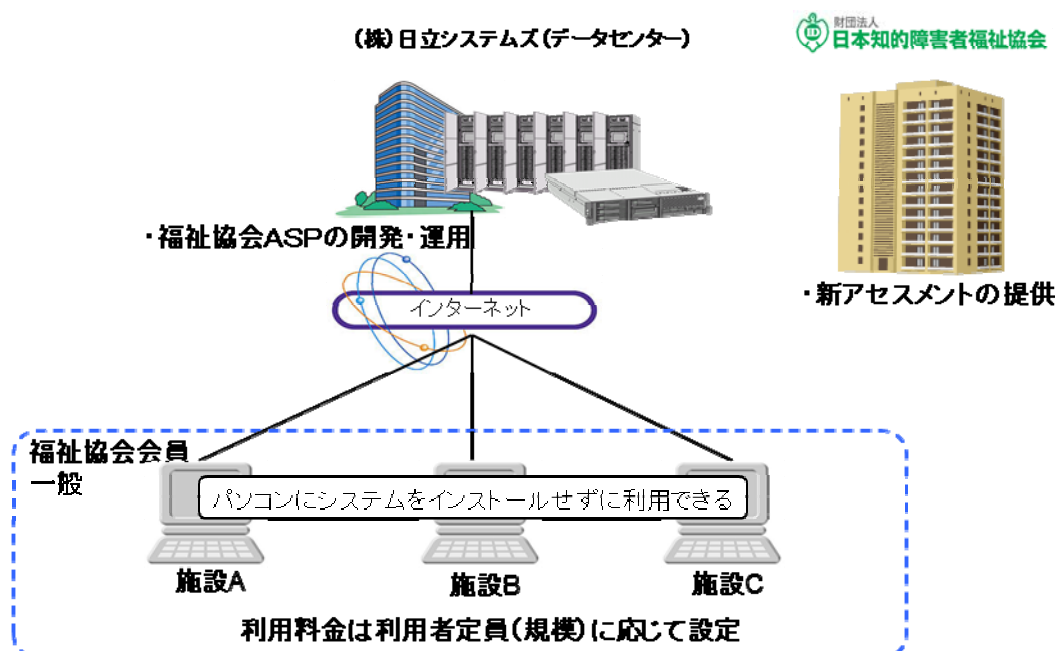 (株)日立システムズ(データセンター)
財団法人
日本知的障害者福祉協会
・福祉協会ASPの開発・運用
・新アセスメントの提供
インターネット
福祉協会会員
一般
パソコンにシステムをインストールせずに利用できる
施設A
施設B
施設C
利用料金は利用者定員(規模)に応じて設定